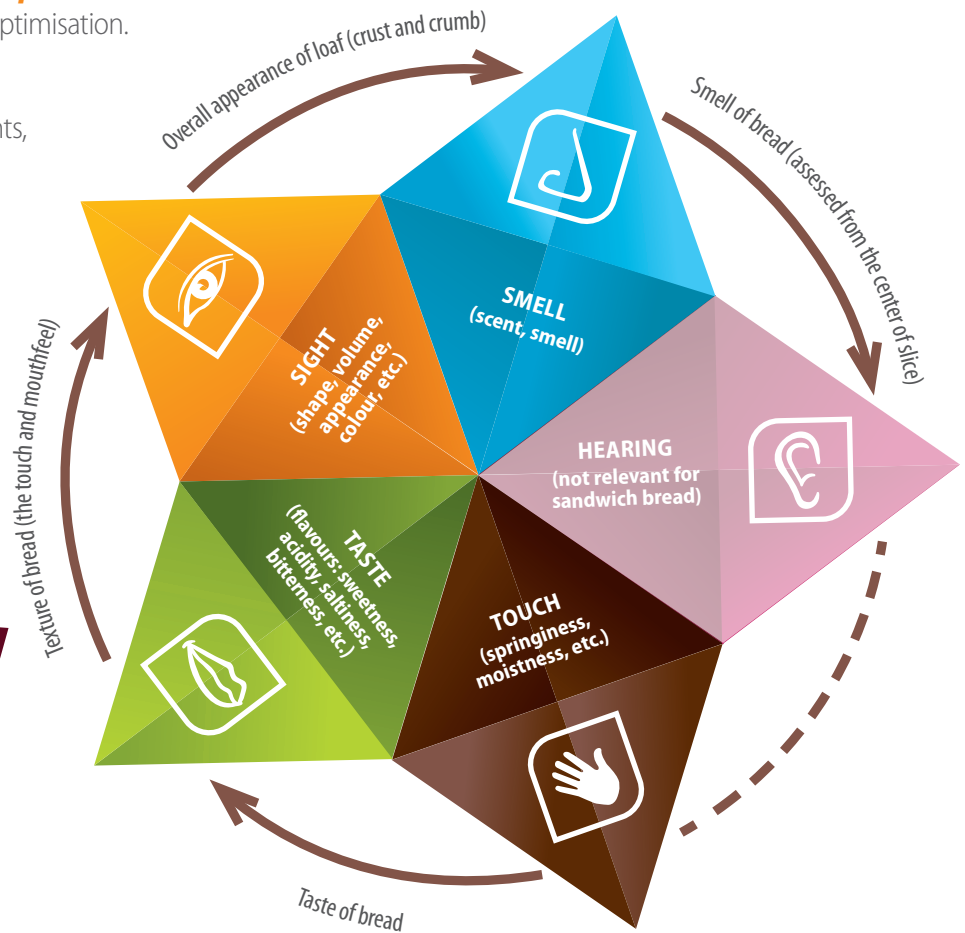 ptimisation.
nts,
Overall appearance of loaf (crust and crumb)
Smell of bread (assessed from the center of slice)
SMELL
(scent, smell)
SIGHT
(shape, volume,
appearance,
colour, etc.)
HEARING
(not relevant for
sandwich bread)
Texture of bread (the touch and mouthfeel)
TASTE
(flavours: sweetness,
acidity, saltiness,
bitterness, etc.)
TOUCH
(springiness,
moistness, etc.)
Taste of bread